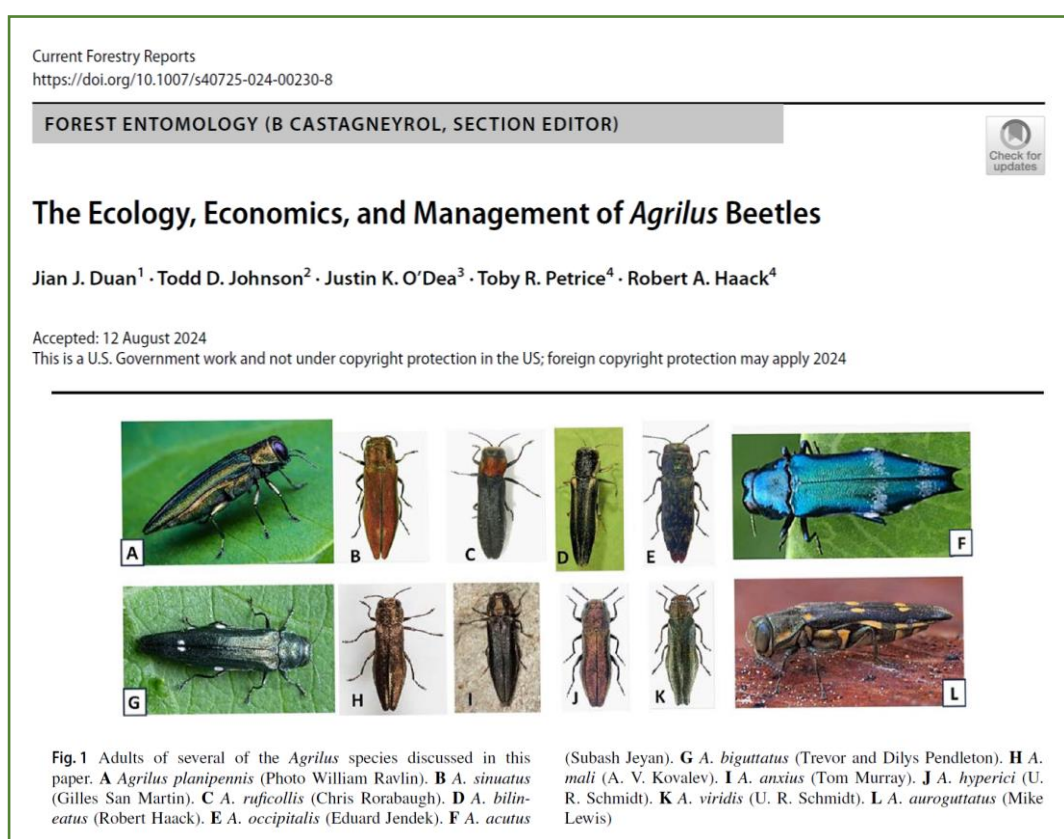 Current Forestry Reports
https://doi.org/10.1007/s40725-024-00230-8
FOREST ENTOMOLOGY (B CASTAGNEYROL, SECTION EDITOR)
Check for
updates
The Ecology, Economics, and Management of Agrilus Beetles
Jian J. Duan1 · Todd D. Johnson2 · Justin K. O'Dea3 · Toby R. Petrice4 · Robert A. Haack4
Accepted: 12 August 2024
This is a U.S. Government work and not under copyright protection in the US; foreign copyright protection may apply 2024
A B C D E F
G H I J K L
Fig. 1 Adults of several of the Agrilus species discussed in this
paper. A Agrilus planipennis (Photo William Ravlin). B A. sinuatus
(Gilles San Martin). C A. ruficollis (Chris Rorabaugh). D A. bilin-
eatus (Robert Haack). E A. occipitalis (Eduard Jendek). F A. acutus
(Subash Jeyan). G A. biguttatus (Trevor and Dilys Pendleton). H A.
mali (A. V. Kovalev). I A. anxius (Tom Murray). J A. hyperici (U.
R. Schmidt). K A. viridis (U. R. Schmidt). L A. auroguttatus (Mike
Lewis)